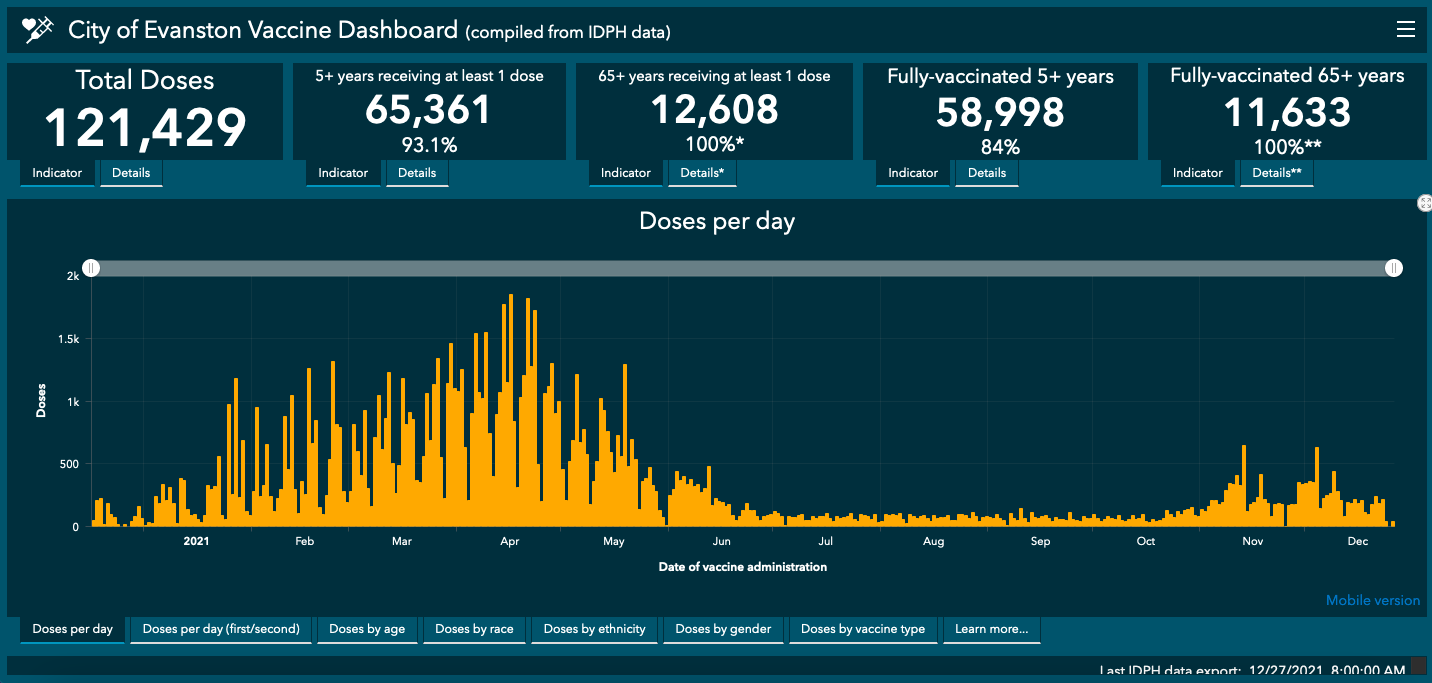 City of Evanston Vaccine Dashboard (compiled from IDPH data)
Total Doses
121,429
Indicator Details
5+ years receiving at least 1 dose
65,361
93.1%
Indicator Details
65+ years receiving at least 1 dose
12,608
100%*
Indicator Details*
Fully-vaccinated 5+ years
58,998
84%
Indicator Details
Fully-vaccinated 65+ years
11,633
100%**
Indicator Details**
Doses per day
2k
1.5k
1k
500
0
Doses
2021 Feb Mar Apr May Jun Jul Aug Sep Oct Nov Dec
Date of vaccine administration
Mobile version
Doses per day Doses per day (first/second) Doses by age Doses by race Doses by ethnicity Doses by gender Doses by vaccine type Learn more...
Last IDPH data export: 12/27/2021, 8:00:00 AM